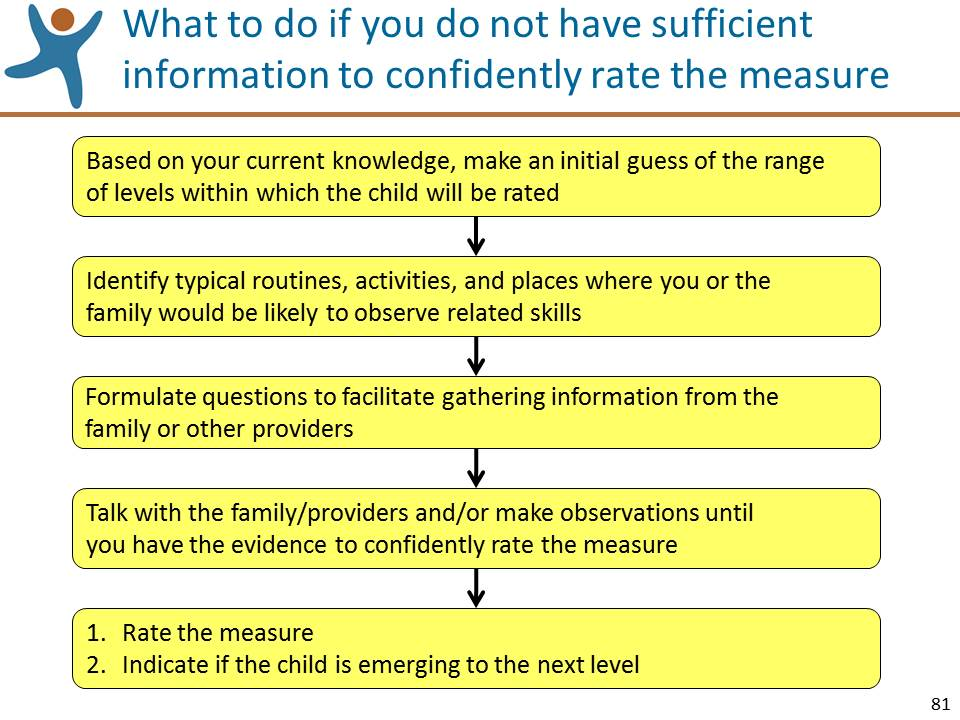 What to do if you do not have sufficient
information to confidently rate the measure
Based on your current knowledge, make an initial guess of the range
of levels within which the child will be rated
Identify typical routines, activities, and places where you or the
family would be likely to observe related skills
Formulate questions to facilitate gathering information from the
family or other providers
Talk with the family/providers and/or make observations until
you have the evidence to confidently rate the measure
1. Rate the measure
2. Indicate if the child is emerging to the next level
81